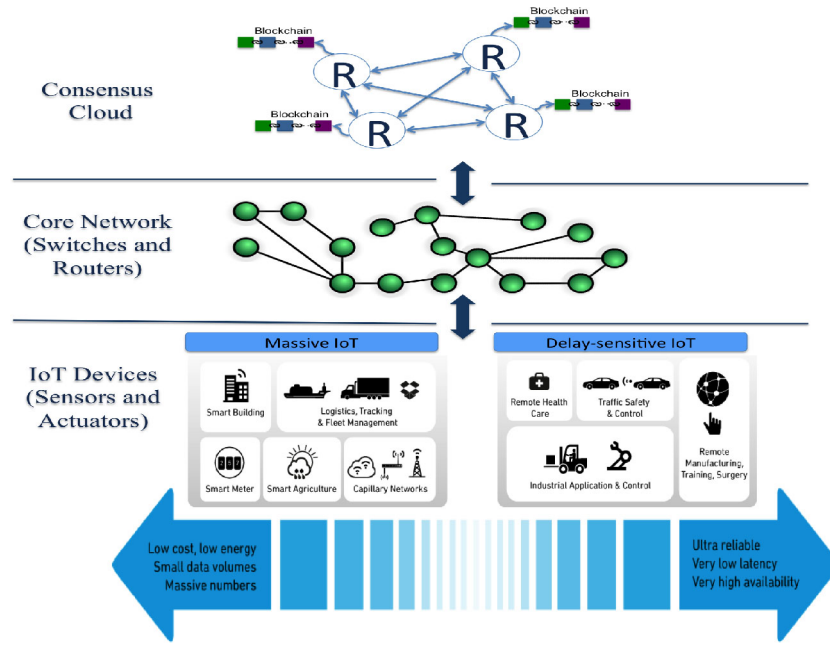 Blockchain
Blockchain
R
R
Consensus
Cloud
Blockchain
Blockchain
R
R
Core Network
(Switches and
Routers)
Massive IoT
Delay-sensitive IoT
IoT Devices
(Sensors and
Actuators)
Smart Building
Logistics, Tracking
& Fleet Management
Remote Health
Care
Traffic Safety
& Control
Smart Meter
Smart Agriculture
Capillary Networks
Industrial Application & Control
Remote
Manufacturing,
Training, Surgery
Low cost, low energy
Small data volumes
Massive numbers
Ultra reliable
Very low latency
Very high availability